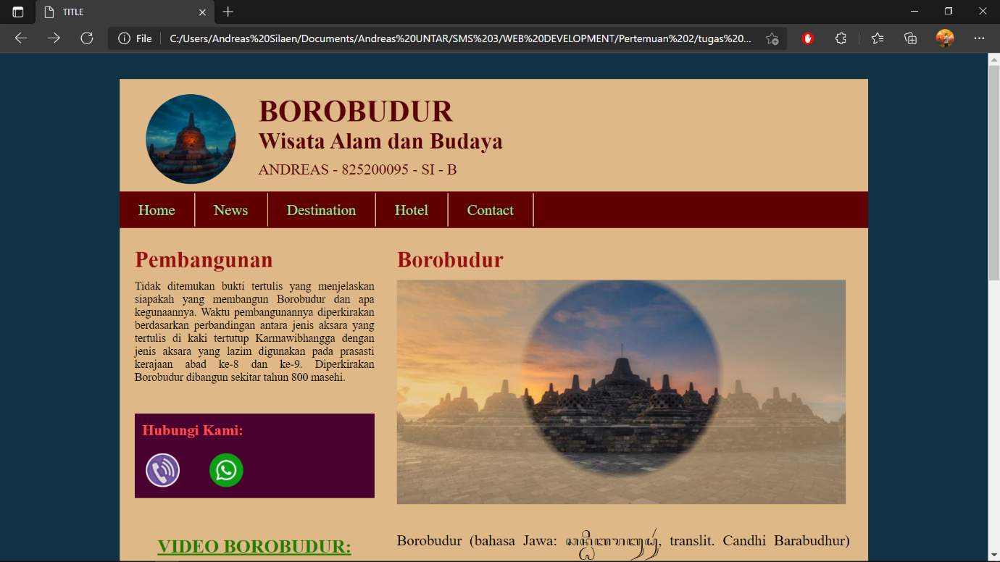 TITLE
File
C:/Users/Andreas%20Silaen/Documents/Andreas%20UNTAR/SMS%203/WEB%20DEVELOPMENT/Pertemuan%202/tugas%20...
BOROBUDUR
Wisata Alam dan Budaya
ANDREAS - 825200095 - SI - B
Home
News
Destination
Hotel
Contact
Pembangunan
Tidak ditemukan bukti tertulis yang menjelaskan
siapakah yang membangun Borobudur dan apa
kegunaannya. Waktu pembangunannya diperkirakan
berdasarkan perbandingan antara jenis aksara yang
tertulis di kaki tertutup Karmawibhangga dengan
jenis aksara yang lazim digunakan pada prasasti
kerajaan abad ke-8 dan ke-9. Diperkirakan
Borobudur dibangun sekitar tahun 800 masehi.
Hubungi Kami:
VIDEO BOROBUDUR:
Borobudur
Borobudur (bahasa Jawa: , translit. Candhi Barabudhur)